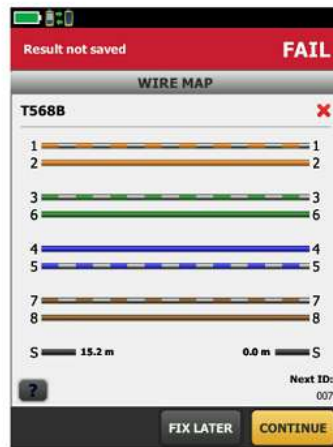 Result not saved FAIL
WIRE MAP
T568B
1 1
2 2
3 3
6 6
4 4
5 5
7 7
8 8
S 15.2 m 0.0 m S
Next ID:
? 007
FIX LATER CONTINUE